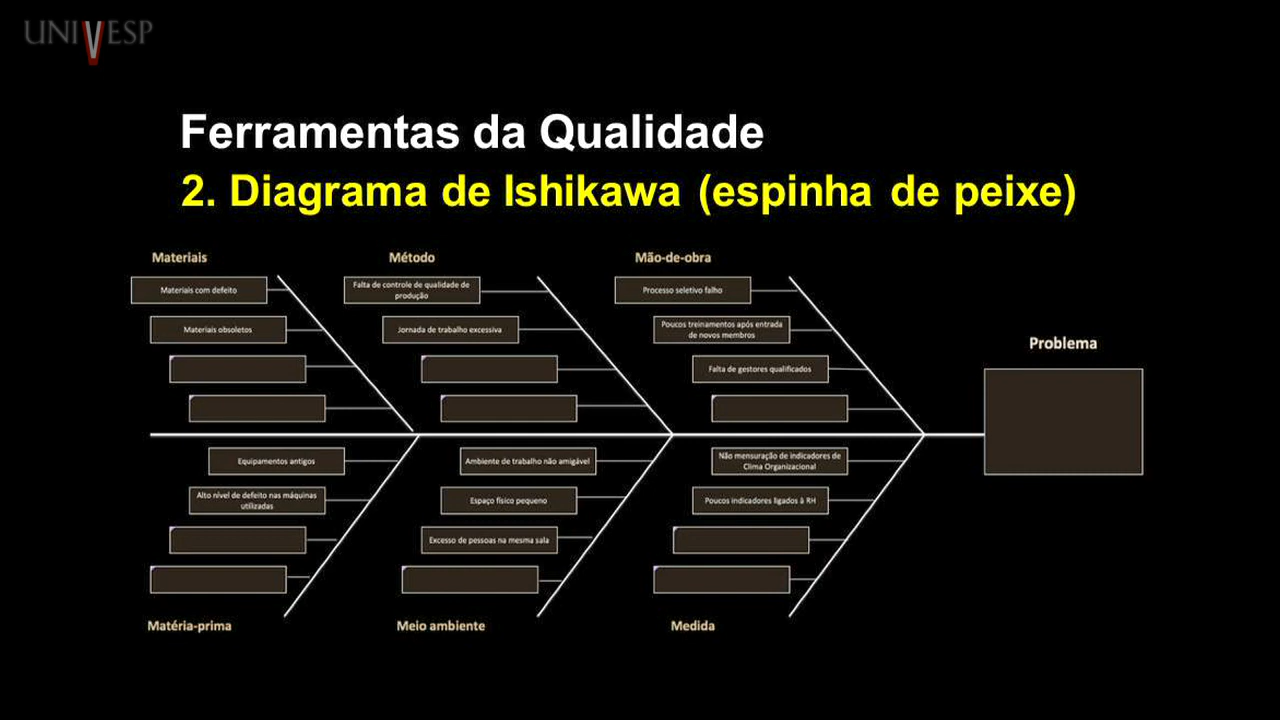 UNIVESP
Ferramentas da Qualidade
2. Diagrama de Ishikawa (espinha de peixe)
Materiais
Materiais com defeito
Materiais obsoletos
Método
Falta de controle de qualidade de
produção
Jornada de trabalho excessiva
Mão-de-obra
Processo seletivo falho
Poucos treinamentos após entrada
de novos membros
Falta de gestores qualificados
Problema
Equipamentos antigos
Alto nível de defeito nas máquinas
utilizadas
Matéria-prima
Ambiente de trabalho não amigável
Espaço físico pequeno
Excesso de pessoas na mesma sala
Meio ambiente
Não mensuração de indicadores de
Clima Organizacional
Poucos indicadores ligados à RH
Medida